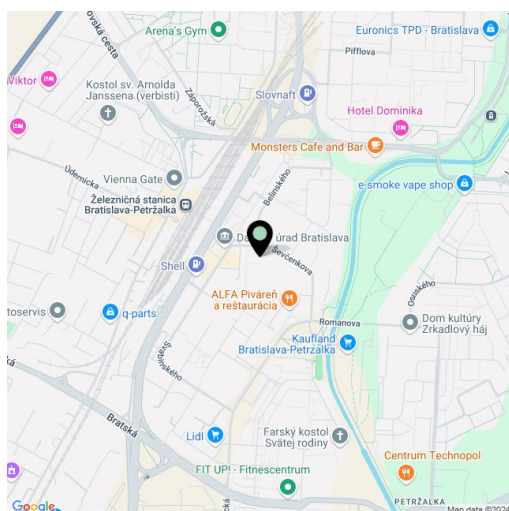 Arena's Gym
Euronics TPD - Bratislava
ovská cesta
Pifflova
Viktor
Kostol sv. Arnolda
Janssena (verbisti)
Záporožská
Slovnaft
Hotel Dominika
Monsters Cafe and Bar
Vienna Gate
Údernícka
Belinského
e-smoke vape shop
Železničná stanica
Bratislava-Petržalka
úrad Bratislava
Ševčenkova
Shell
ALFA Piváreň
a reštaurácia
Osuského
toservis
q-parts
Romanova
Dom kultúry
Zrkadlový háj
Kaufland
Bratislava-Petržalka
Švabinského
Bratská
Lidl
Farský kostol
Svätej rodiny
Centrum Technopol
FIT UP! - Fitnescentrum
PETRŽALKA
Google
Map data ©2024